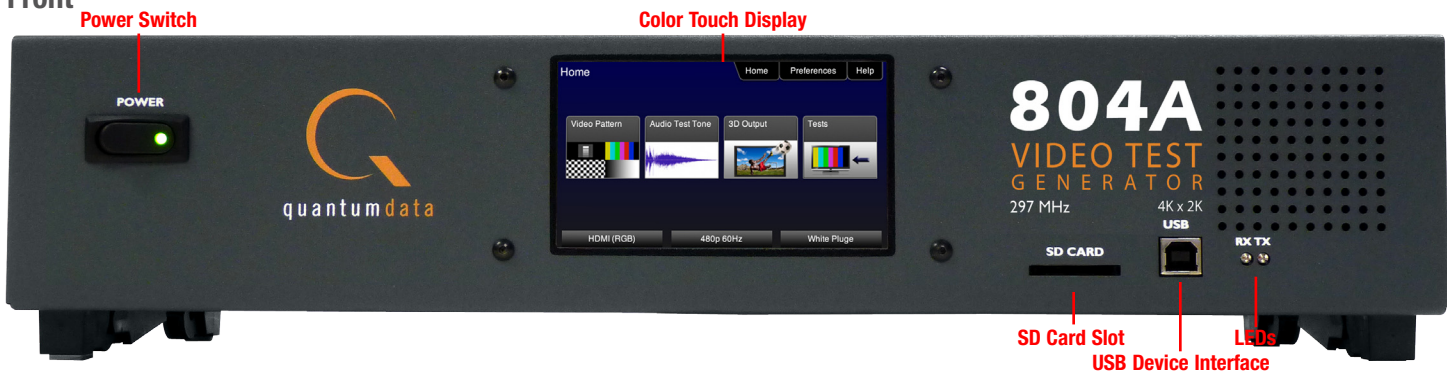 Front
Power Switch
Color Touch Display
POWER
quantumdata
Home
Home Preferences Help
Video Pattern Audio Test Tone 3D Output Tests
HDMI (RGB) 480p 60Hz White Pluge
804A
VIDEO TEST
GENERATOR
297 MHz 4K x 2K
USB
SD CARD
RX TX
SD Card Slot
LEDs
USB Device Interface